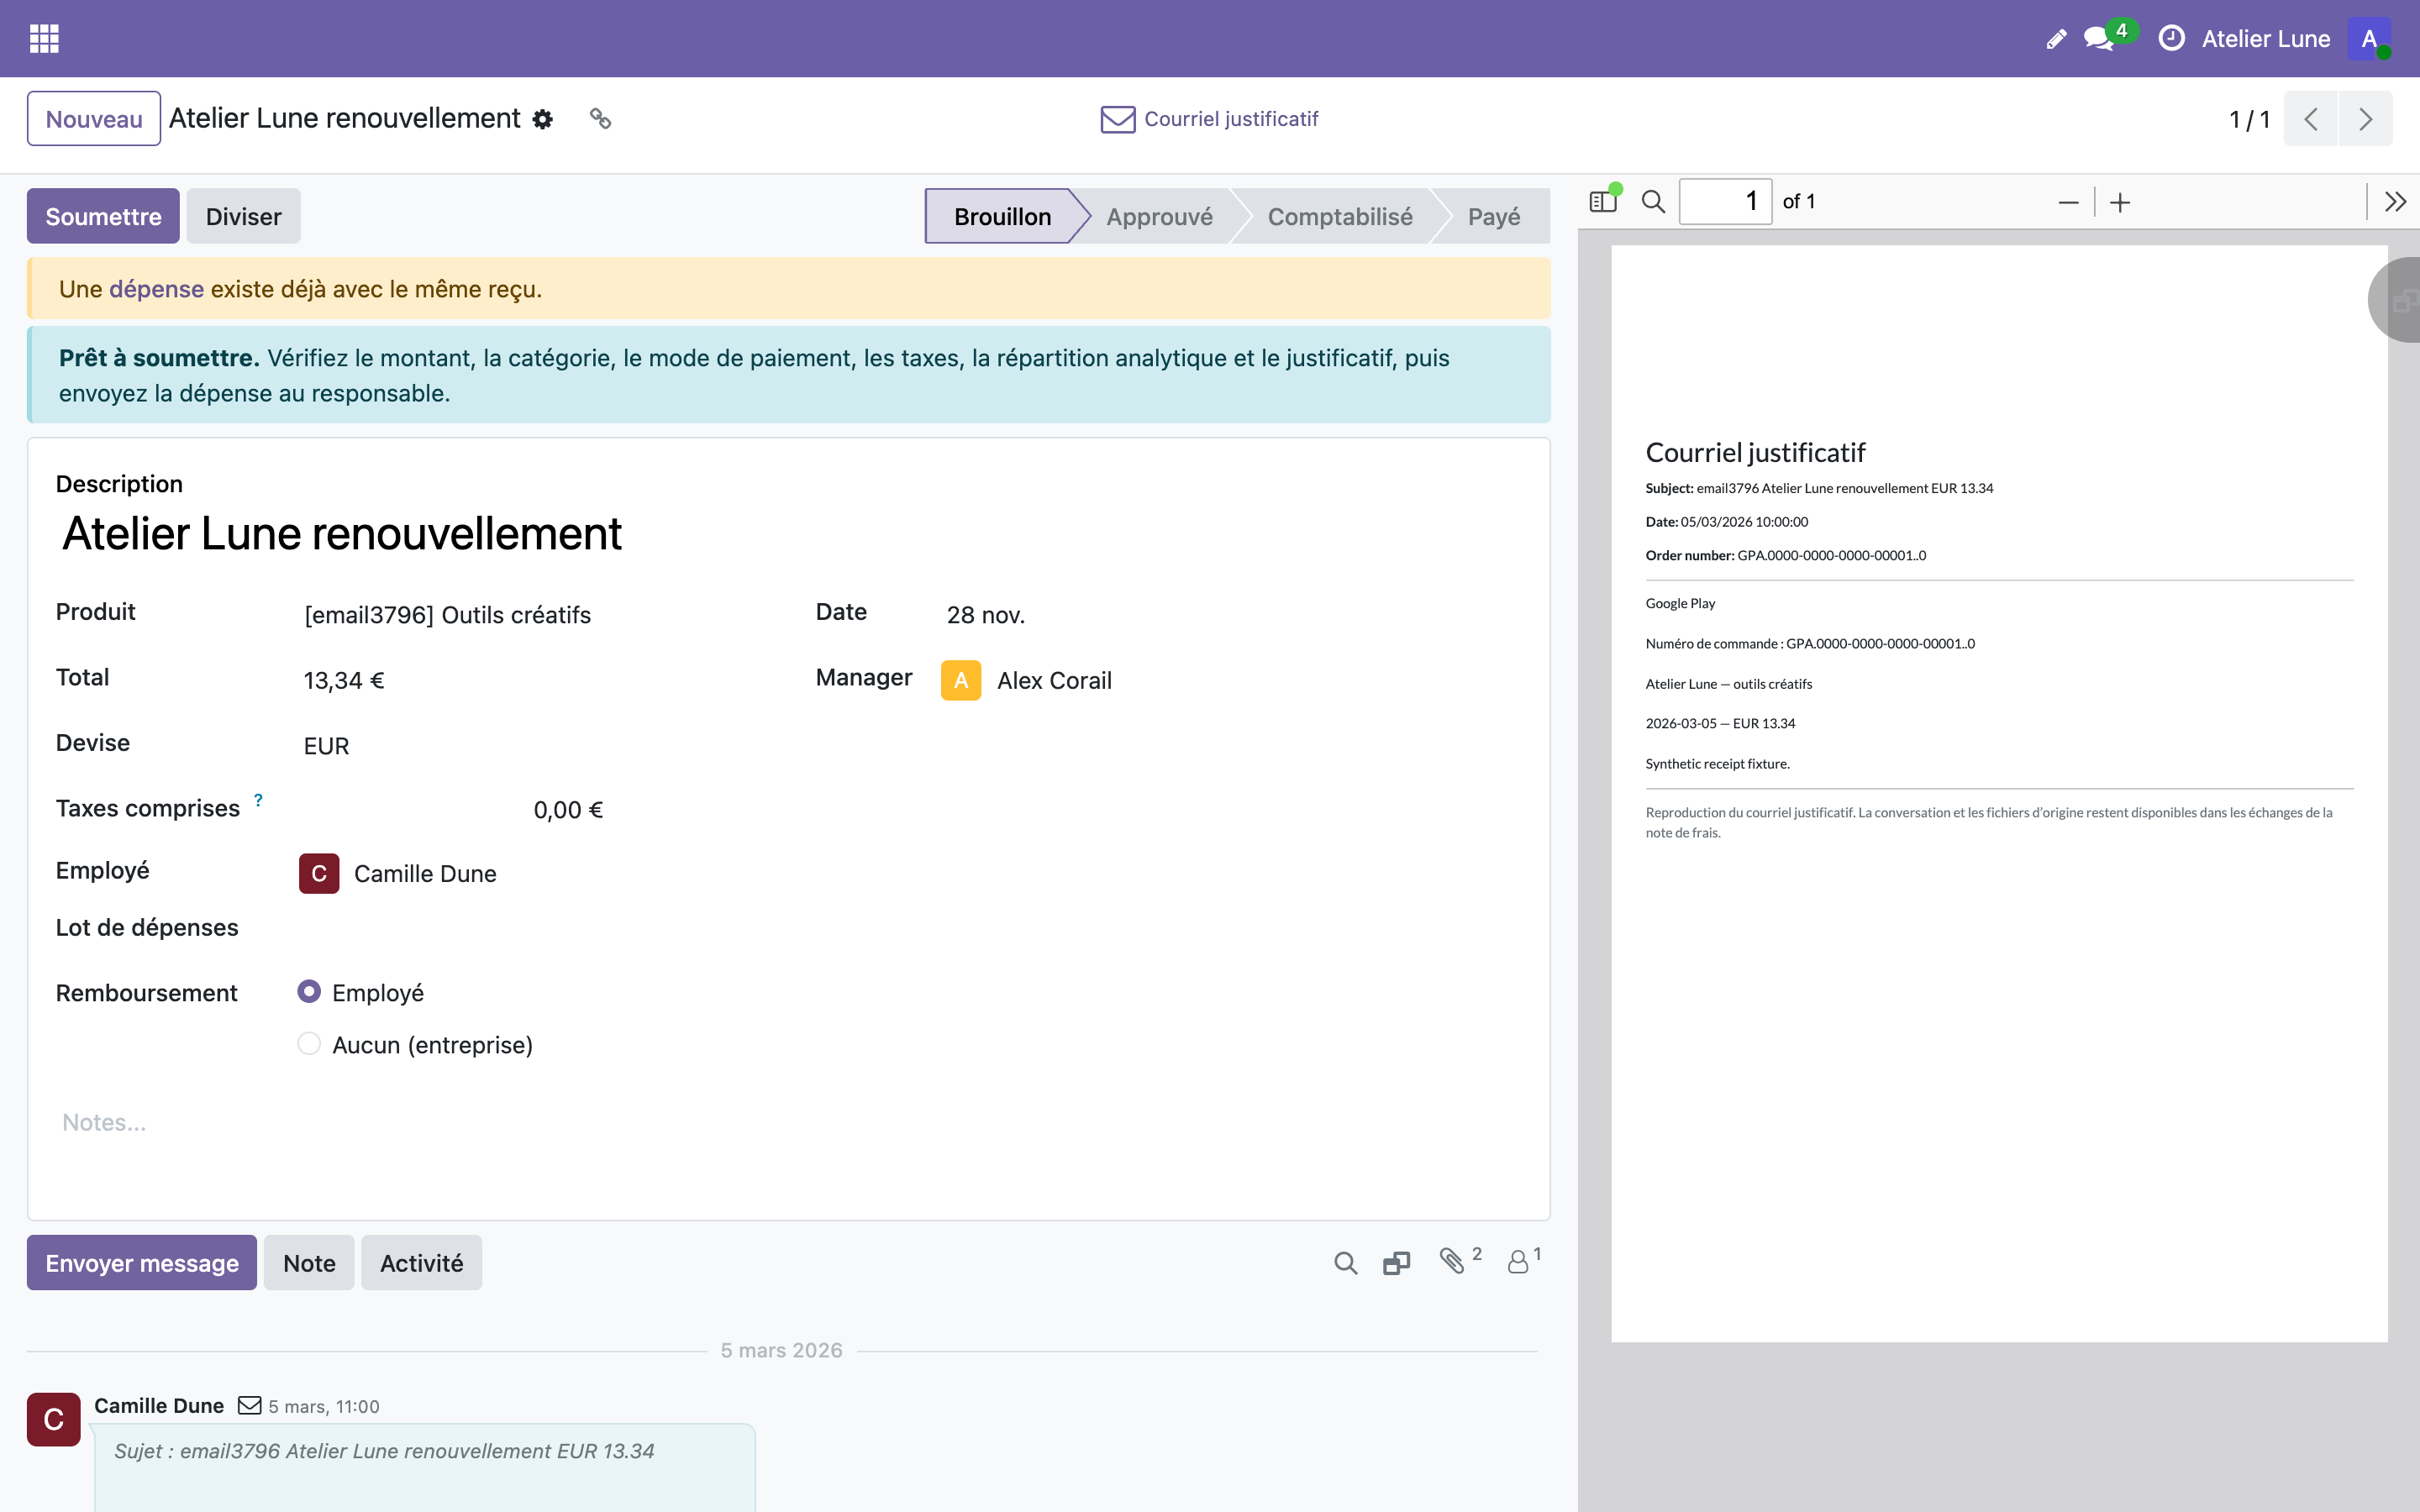 4
Atelier Lune
A
Nouveau
Atelier Lune renouvellement
Courriel justificatif
1 / 1
Soumettre
Diviser
Brouillon
Approuvé
Comptabilisé
Payé
1
of 1
Une dépense existe déjà avec le même reçu.
Prêt à soumettre. Vérifiez le montant, la catégorie, le mode de paiement, les taxes, la répartition analytique et le justificatif, puis
envoyez la dépense au responsable.
Description
Atelier Lune renouvellement
Produit
[email3796] Outils créatifs
Date
28 nov.
Total
13,34 €
Manager
A
Alex Corail
Devise
EUR
Taxes comprises ?
0,00 €
Employé
C
Camille Dune
Lot de dépenses
Remboursement
Employé
Aucun (entreprise)
Notes...
Envoyer message
Note
Activité
2
1
5 mars 2026
C
Camille Dune
5 mars, 11:00
Sujet : email3796 Atelier Lune renouvellement EUR 13.34
Courriel justificatif
Subject: email3796 Atelier Lune renouvellement EUR 13.34
Date: 05/03/2026 10:00:00
Order number: GPA.0000-0000-0000-00001..0
Google Play
Numéro de commande : GPA.0000-0000-0000-00001..0
Atelier Lune — outils créatifs
2026-03-05 — EUR 13.34
Synthetic receipt fixture.
Reproduction du courriel justificatif. La conversation et les fichiers d’origine restent disponibles dans les échanges de la
note de frais.